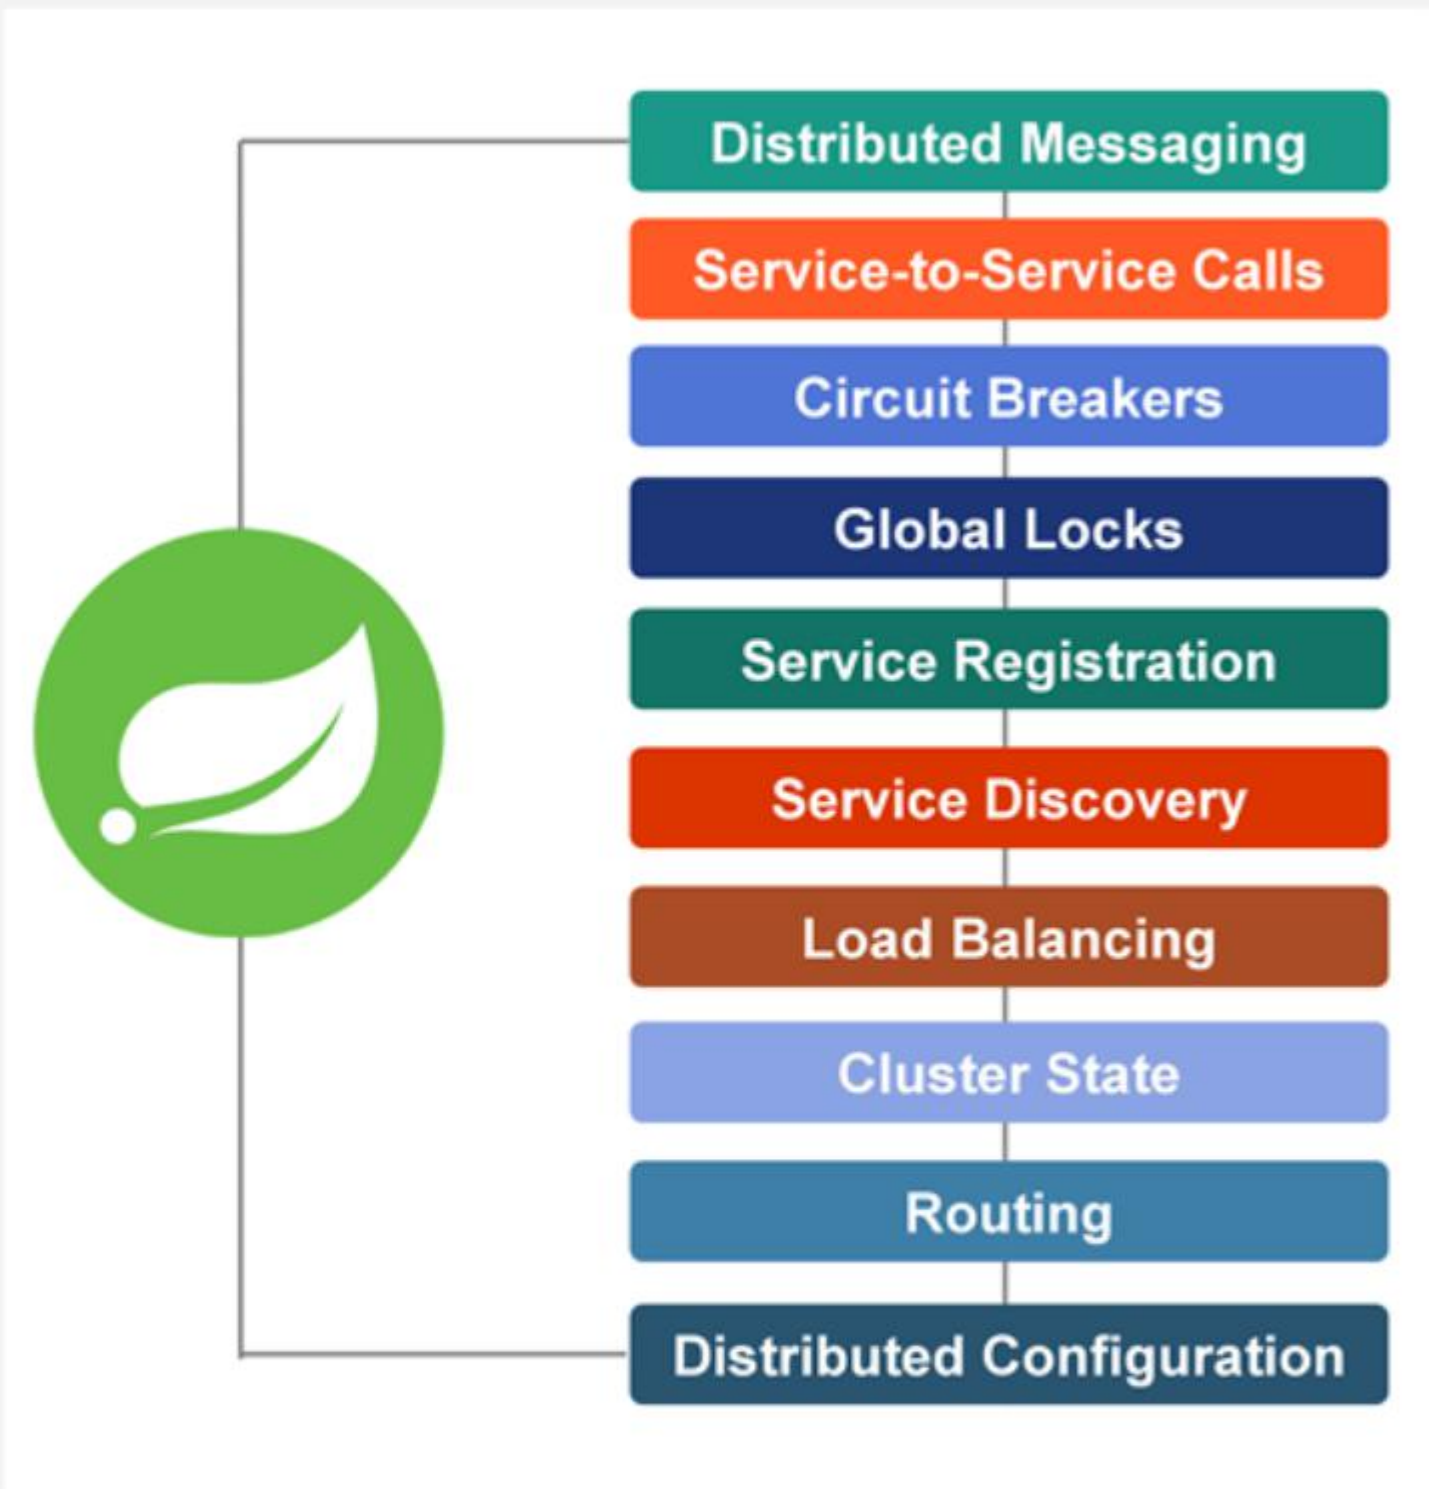 Distributed Messaging
Service-to-Service Calls
Circuit Breakers
Global Locks
Service Registration
Service Discovery
Load Balancing
Cluster State
Routing
Distributed Configuration